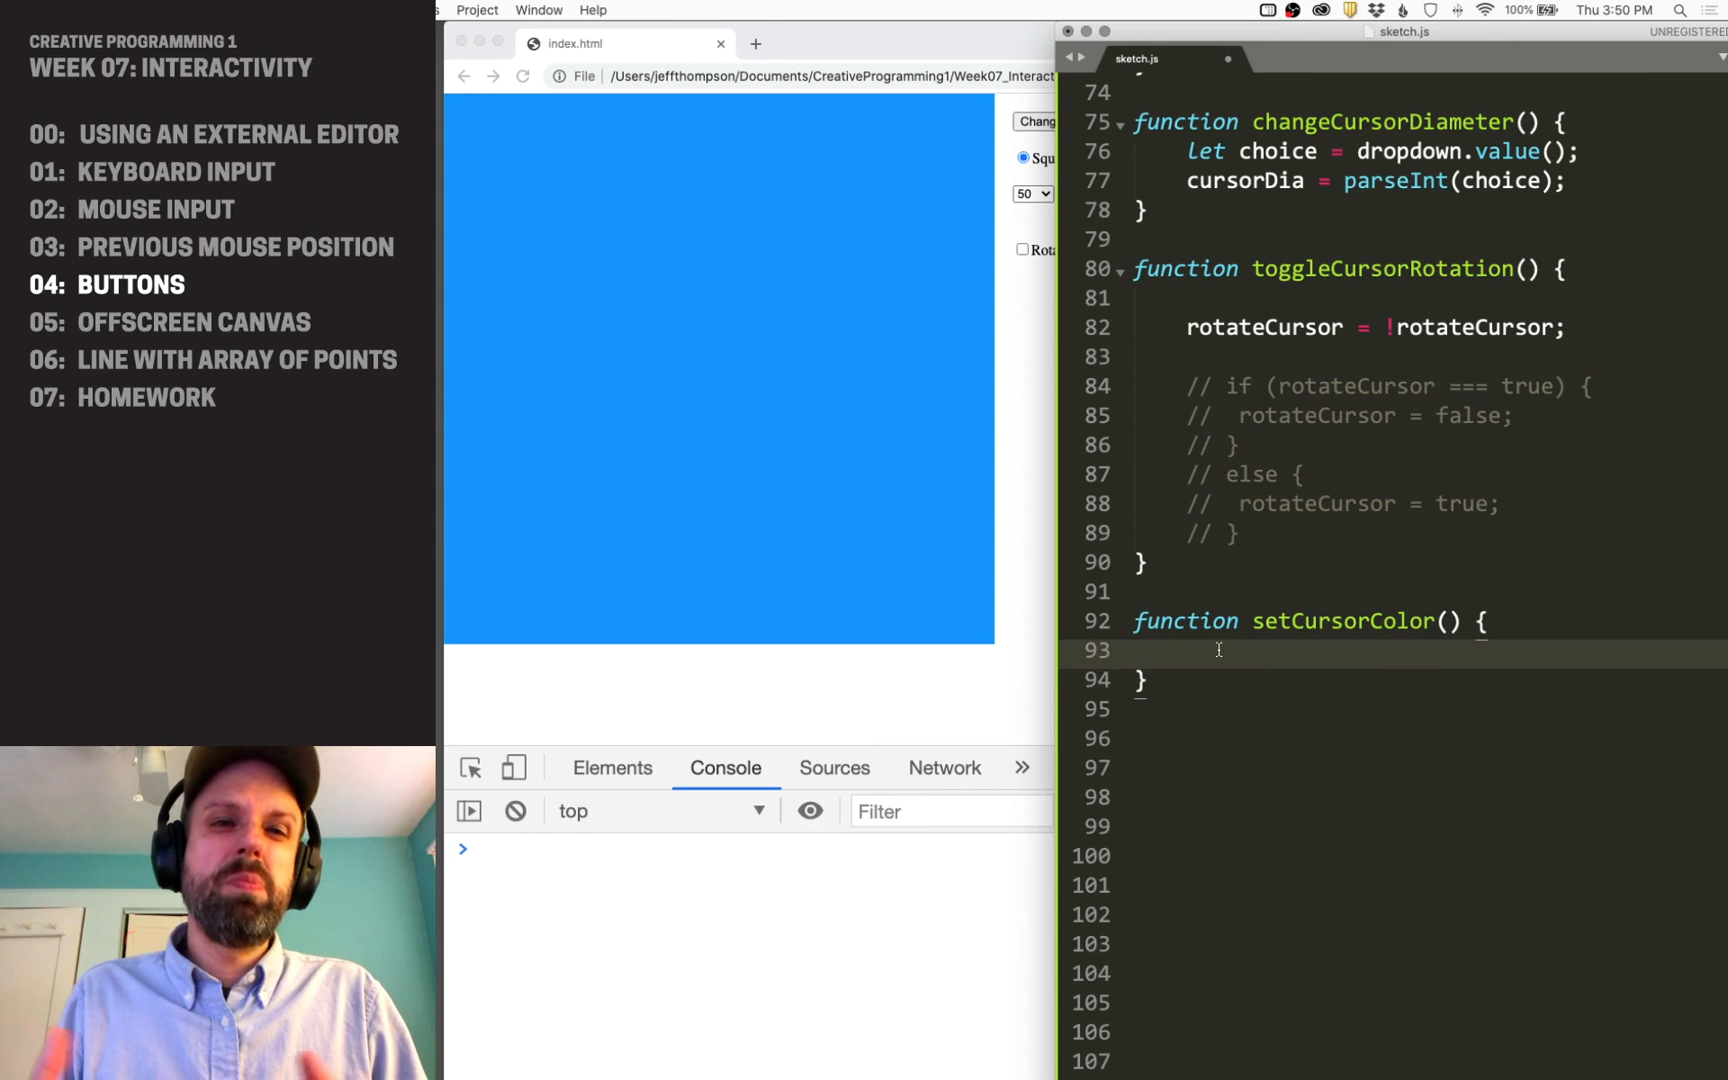 CREATIVE PROGRAMMING 1
WEEK 07: INTERACTIVITY
00: USING AN EXTERNAL EDITOR
01: KEYBOARD INPUT
02: MOUSE INPUT
03: PREVIOUS MOUSE POSITION
04: BUTTONS
05: OFFSCREEN CANVAS
06: LINE WITH ARRAY OF POINTS
07: HOMEWORK
Project Window Help
100% Thu 3:50 PM
index.html
File /Users/jeffthompson/Documents/CreativeProgramming1/Week07_Interact
Chang
Squ
50
Rota
Elements Console Sources Network »
top
Filter
>
sketch.js
UNREGISTERED
sketch.js
74 }
75 function changeCursorDiameter() {
76 let choice = dropdown.value();
77 cursorDia = parseInt(choice);
78 }
79
80 function toggleCursorRotation() {
81
82 rotateCursor = !rotateCursor;
83
84 // if (rotateCursor === true) {
85 // rotateCursor = false;
86 // }
87 // else {
88 // rotateCursor = true;
89 // }
90 }
91
92 function setCursorColor() {
93
94 }
95
96
97
98
99
100
101
102
103
104
105
106
107